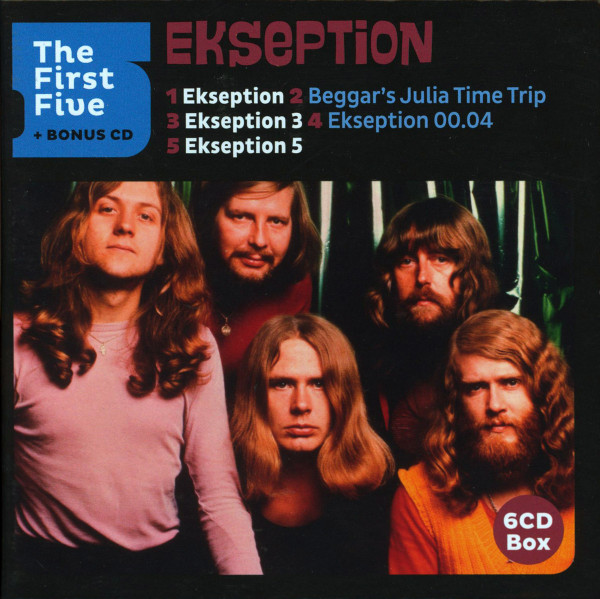 The
First
Five
+ BONUS CD
EKSEPTION
1 Ekseption 2 Beggar's Julia Time Trip
3 Ekseption 3 4 Ekseption 00.04
5 Ekseption 5
6CD
Box